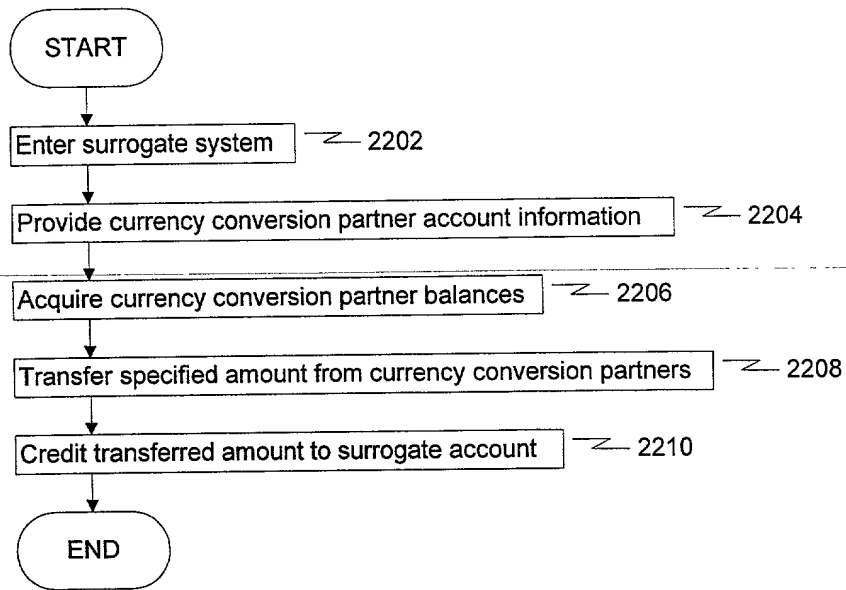 START
Enter surrogate system 2202
Provide currency conversion partner account information 2204
Acquire currency conversion partner balances 2206
Transfer specified amount from currency conversion partners 2208
Credit transferred amount to surrogate account 2210
END